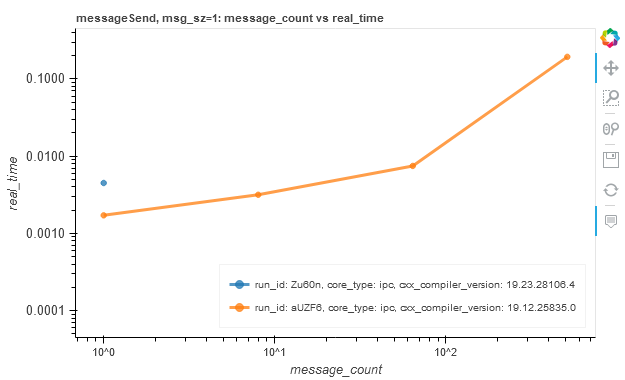 messageSend, msg_sz=1: message_count vs real_time
0.1000
0.0100
0.0010
0.0001
real_time
run_id: Zu60n, core_type: ipc, cxx_compiler_version: 19.23.28106.4
run_id: aUZF6, core_type: ipc, cxx_compiler_version: 19.12.25835.0
10^0
10^1
10^2
message_count